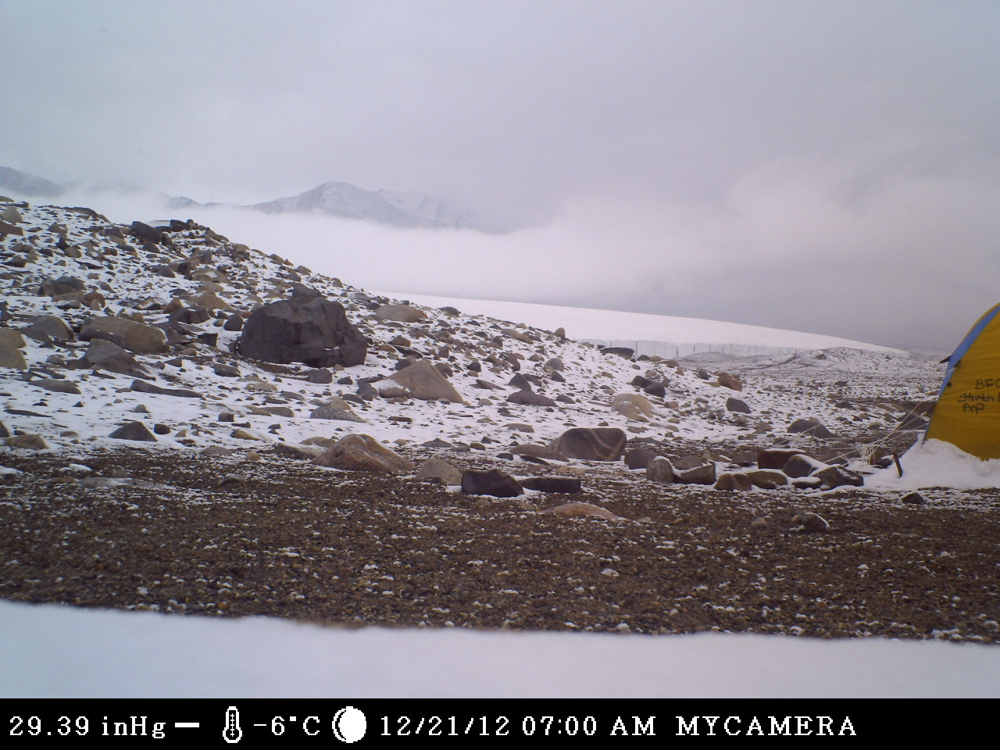 BFC
Stretch
Exp
29.39 inHg −6°C 12/21/12 07:00 AM MYCAMERA